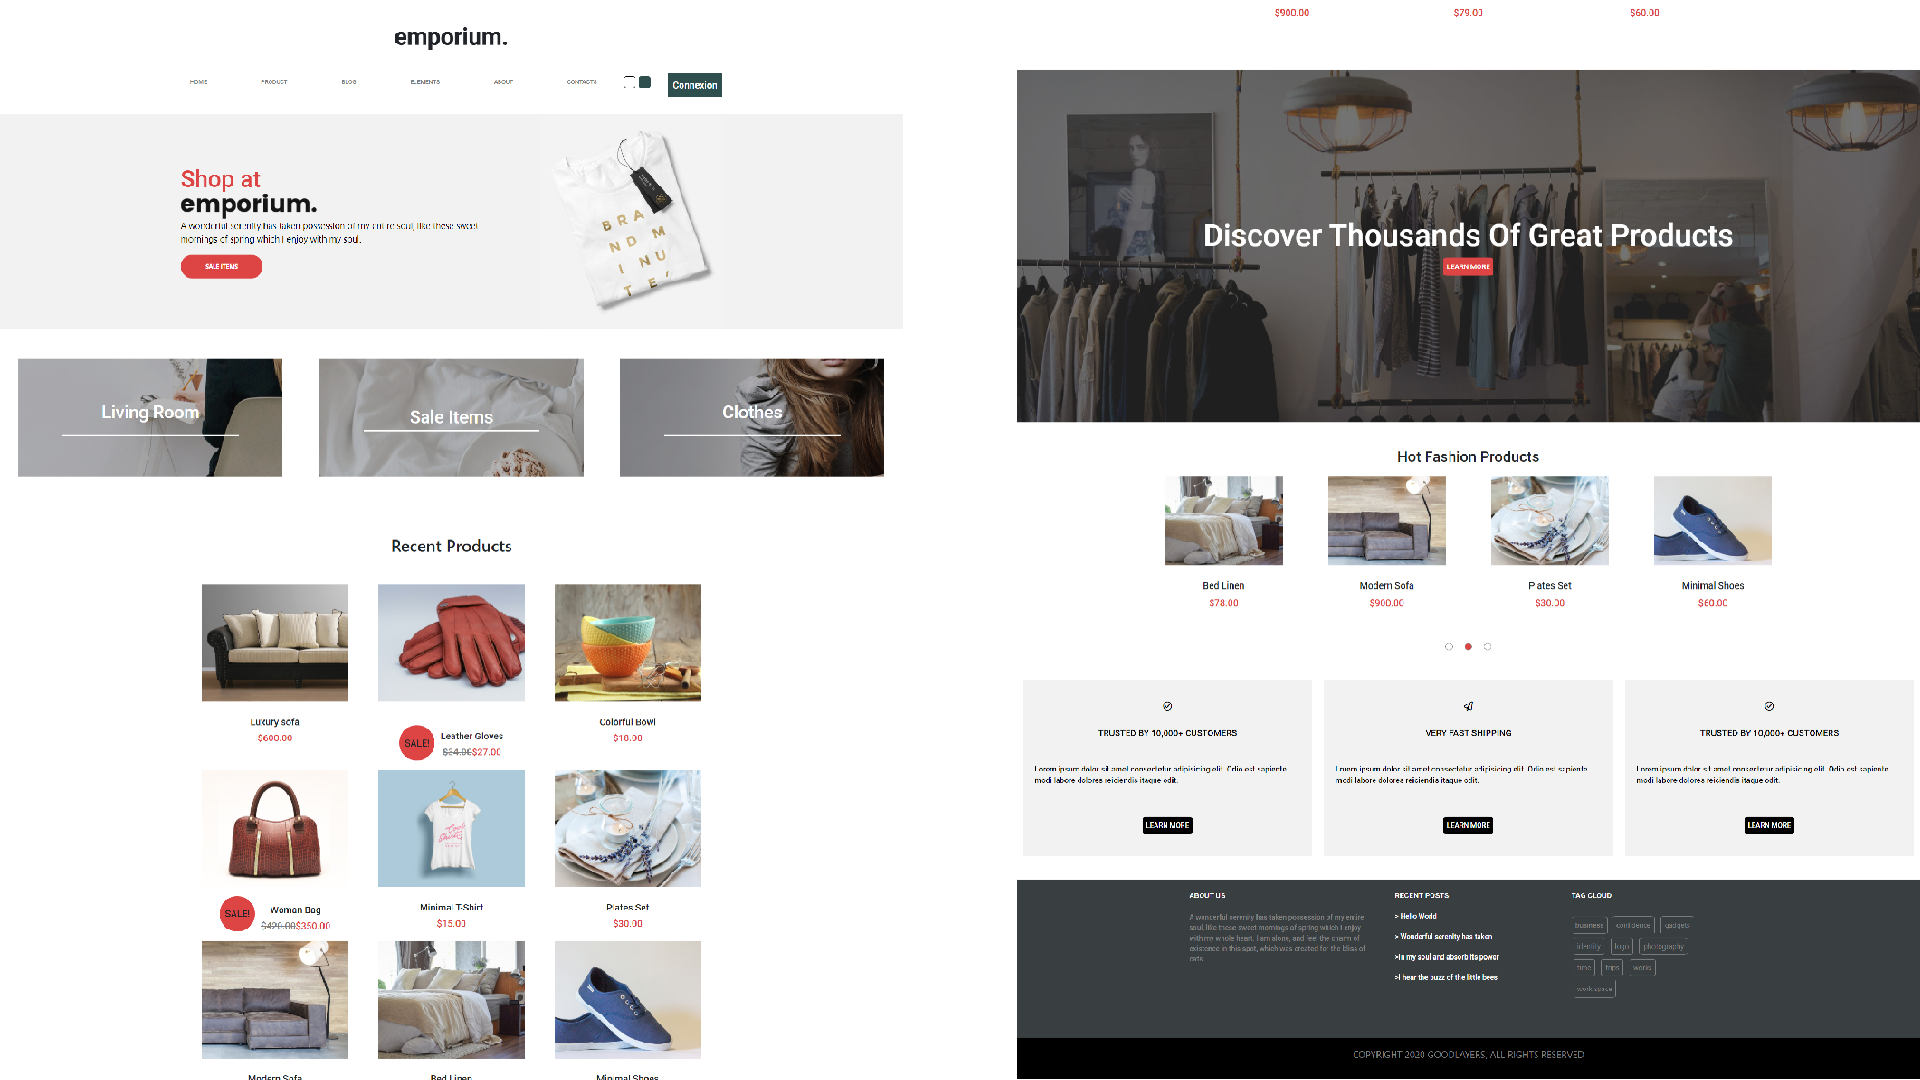 emporium.
HOME PRODUCT BLOG ELEMENTS ABOUT CONTACTS Connexion
Shop at
emporium.
A wonderful serenity has taken possession of my entire soul, like these sweet
mornings of spring which I enjoy with my soul.
SALE ITEMS
BRA
ND M
INU
TE
Living Room
Sale Items
Clothes
Recent Products
Luxury sofa
$600.00
SALE!
Leather Gloves
$34.00$27.00
Colorful Bowl
$18.00
SALE!
Woman Bag
$420.00$350.00
Minimal T-Shirt
$15.00
Plates Set
$30.00
Modern Sofa
Bed Linen
Minimal Shoes
$900.00
$79.00
$60.00
Discover Thousands Of Great Products
LEARN MORE
Hot Fashion Products
Bed Linen
$78.00
Modern Sofa
$900.00
Plates Set
$30.00
Minimal Shoes
$60.00
TRUSTED BY 10,000+ CUSTOMERS
Lorem ipsum dolor sit amet consectetur adipisicing elit. Odio est sapiente
modi labore dolores reiciendis itaque odit.
LEARN MORE
VERY FAST SHIPPING
Lorem ipsum dolor sit amet consectetur adipisicing elit. Odio est sapiente
modi labore dolores reiciendis itaque odit.
LEARN MORE
TRUSTED BY 10,000+ CUSTOMERS
Lorem ipsum dolor sit amet consectetur adipisicing elit. Odio est sapiente
modi labore dolores reiciendis itaque odit.
LEARN MORE
ABOUT US
A wonderful serenity has taken possession of my entire
soul, like these sweet mornings of spring which I enjoy
with my whole heart. I am alone, and feel the charm of
existence in this spot, which was created for the bliss of
RECENT POSTS
> Hello World
> Wonderful serenity has taken
>In my soul and absorb its power
>I hear the buzz of the little bees
TAG CLOUD
business confidence gadgets
identity logo photography
time trips works
workspace
COPYRIGHT 2020 GOODLAYERS, ALL RIGHTS RESERVED